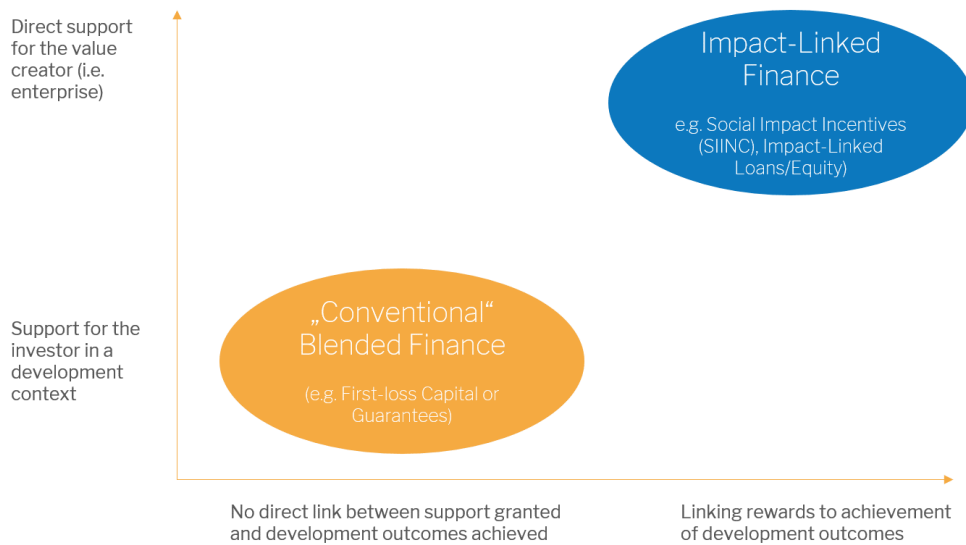 Direct support
for the value
creator (i.e.
enterprise)
Impact-Linked
Finance
e.g. Social Impact Incentives
(SIINC), Impact-Linked
Loans/Equity)
Support for the
investor in a
development
context
„Conventional“
Blended Finance
(e.g. First-loss Capital or
Guarantees)
No direct link between support granted
and development outcomes achieved
Linking rewards to achievement
of development outcomes